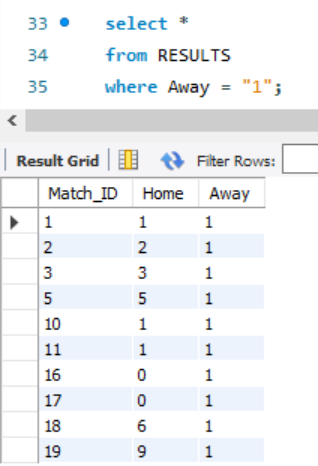 33 select *
34 from RESULTS
35 where Away = "1";
Result Grid Filter Rows:
Match_ID Home Away
1 1 1
2 2 1
3 3 1
5 5 1
10 1 1
11 1 1
16 0 1
17 0 1
18 6 1
19 9 1